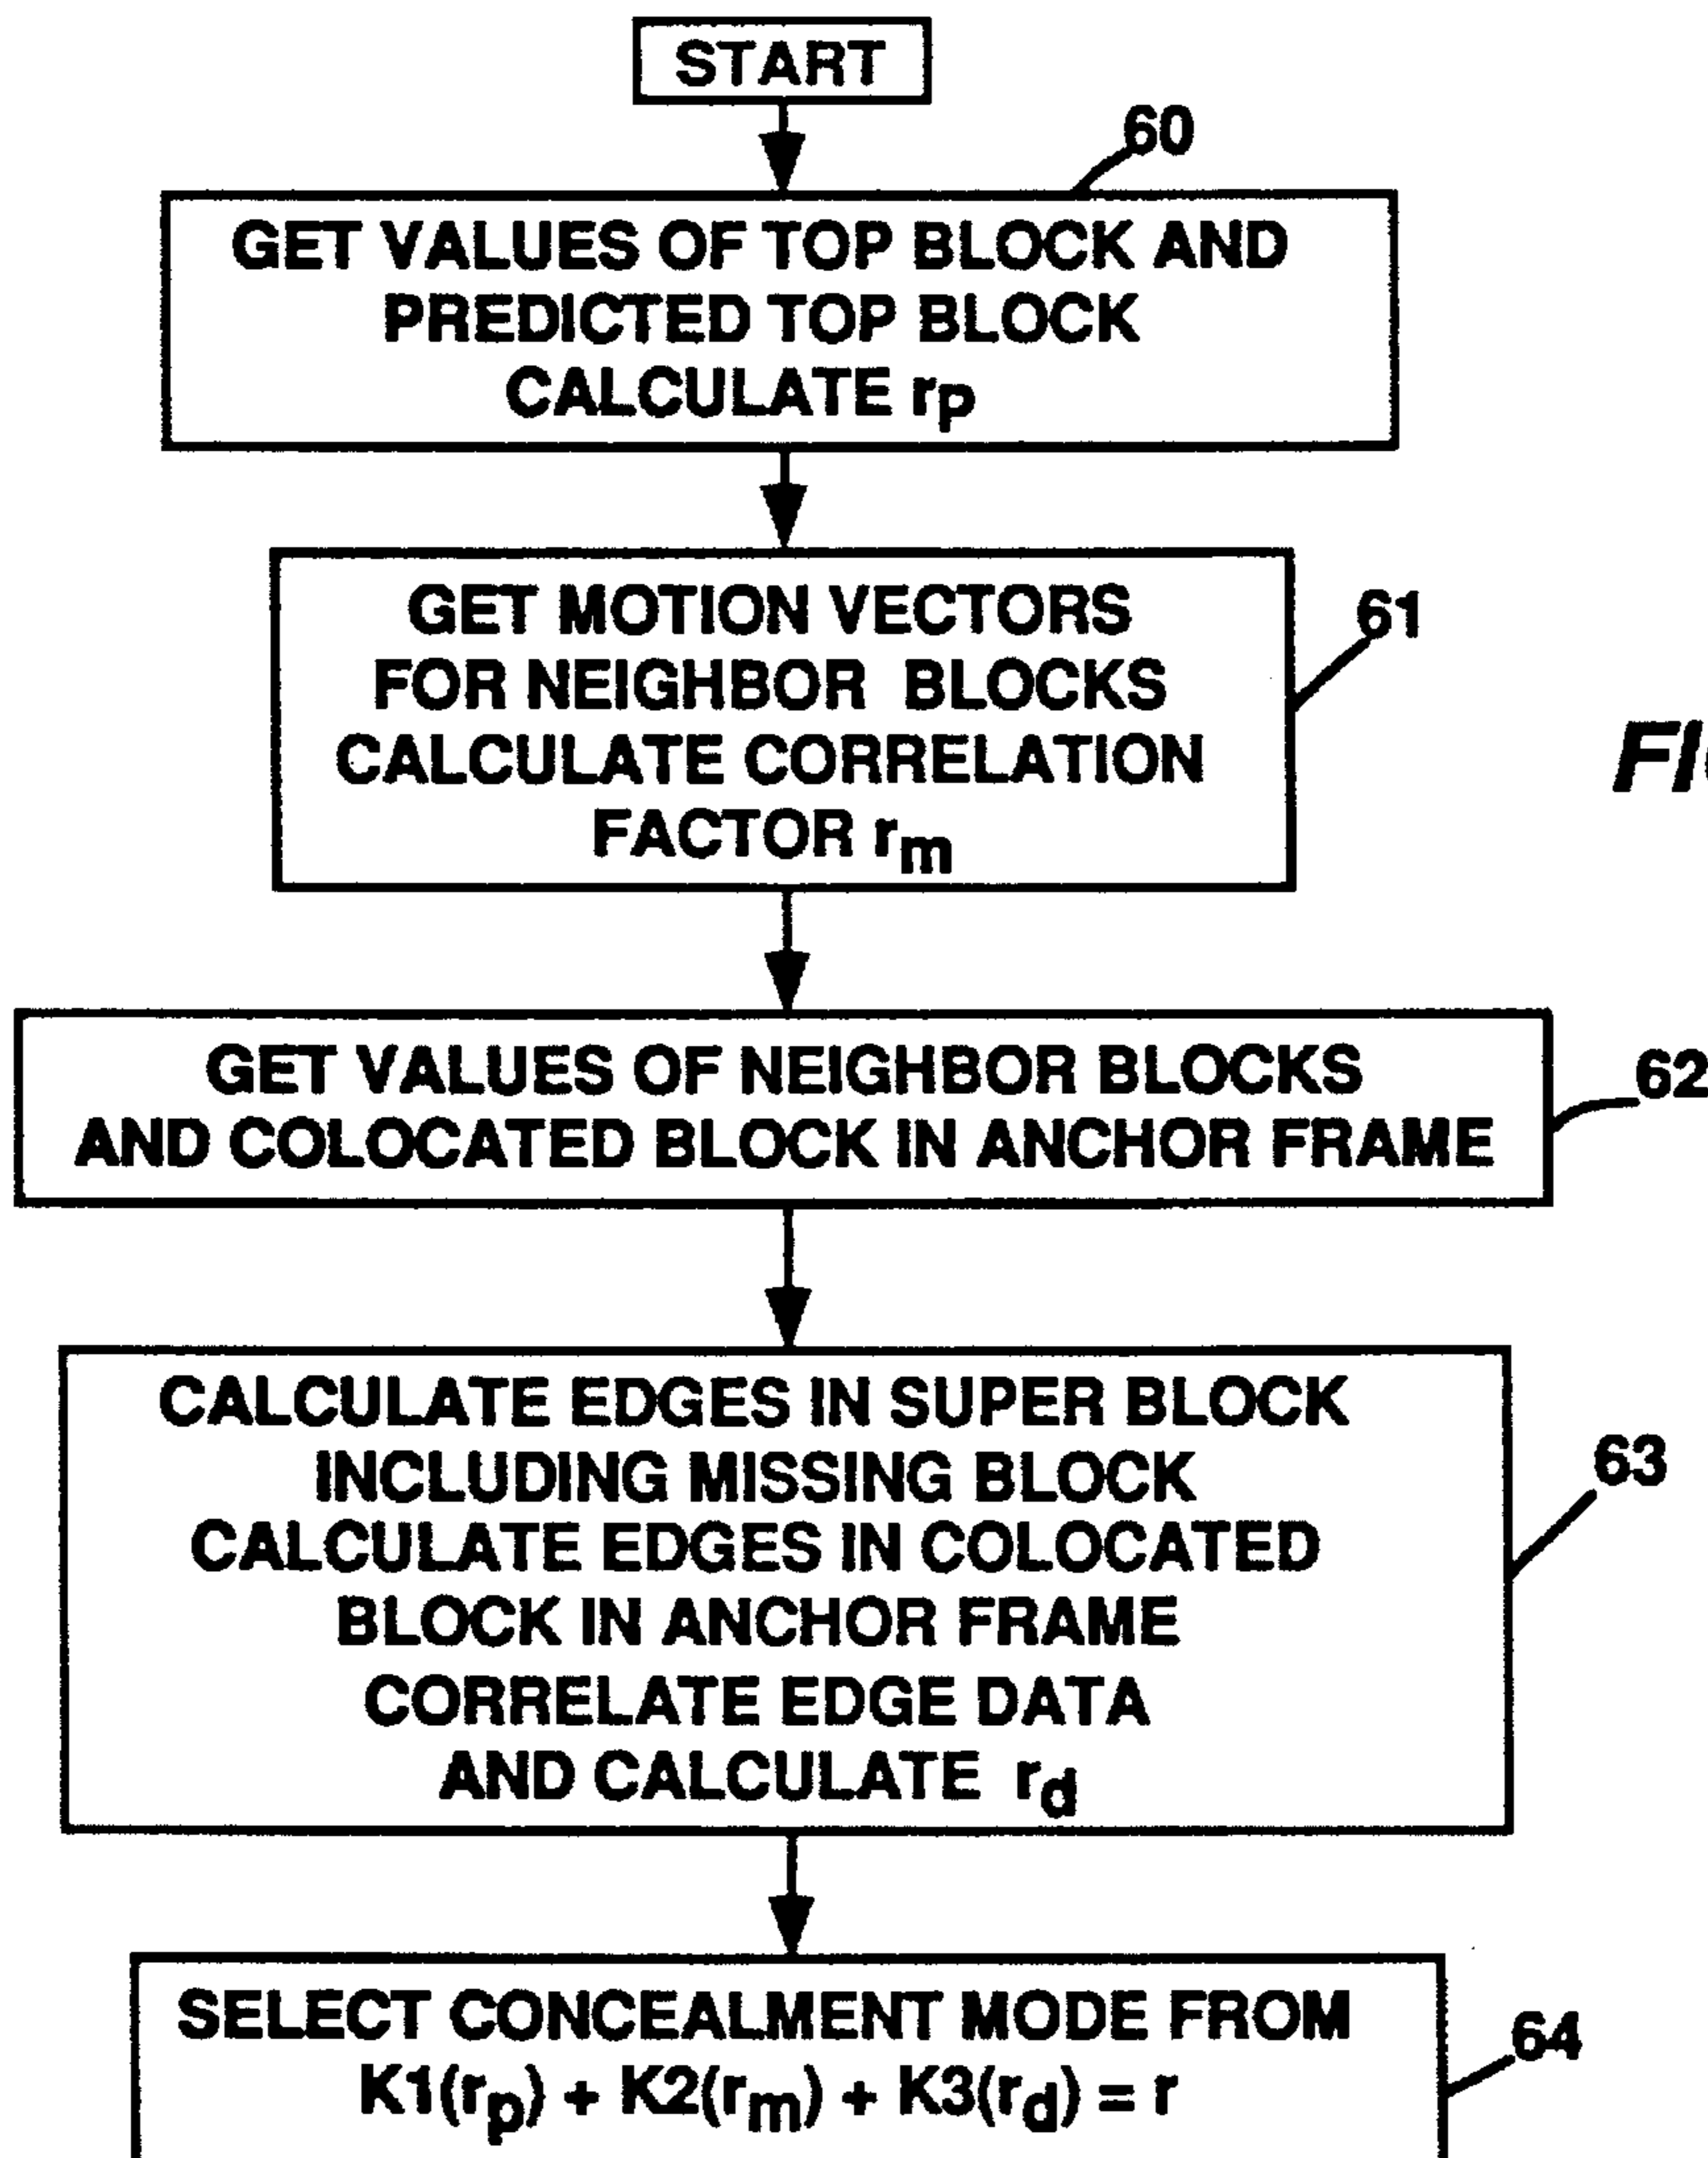 START
60
GET VALUES OF TOP BLOCK AND
PREDICTED TOP BLOCK
CALCULATE rp
GET MOTION VECTORS
FOR NEIGHBOR BLOCKS
CALCULATE CORRELATION
FACTOR rm
61
GET VALUES OF NEIGHBOR BLOCKS
AND COLOCATED BLOCK IN ANCHOR FRAME
62
CALCULATE EDGES IN SUPER BLOCK
INCLUDING MISSING BLOCK
CALCULATE EDGES IN COLOCATED
BLOCK IN ANCHOR FRAME
CORRELATE EDGE DATA
AND CALCULATE rd
63
SELECT CONCEALMENT MODE FROM
K1(rp) + K2(rm) + K3(rd) = r
64